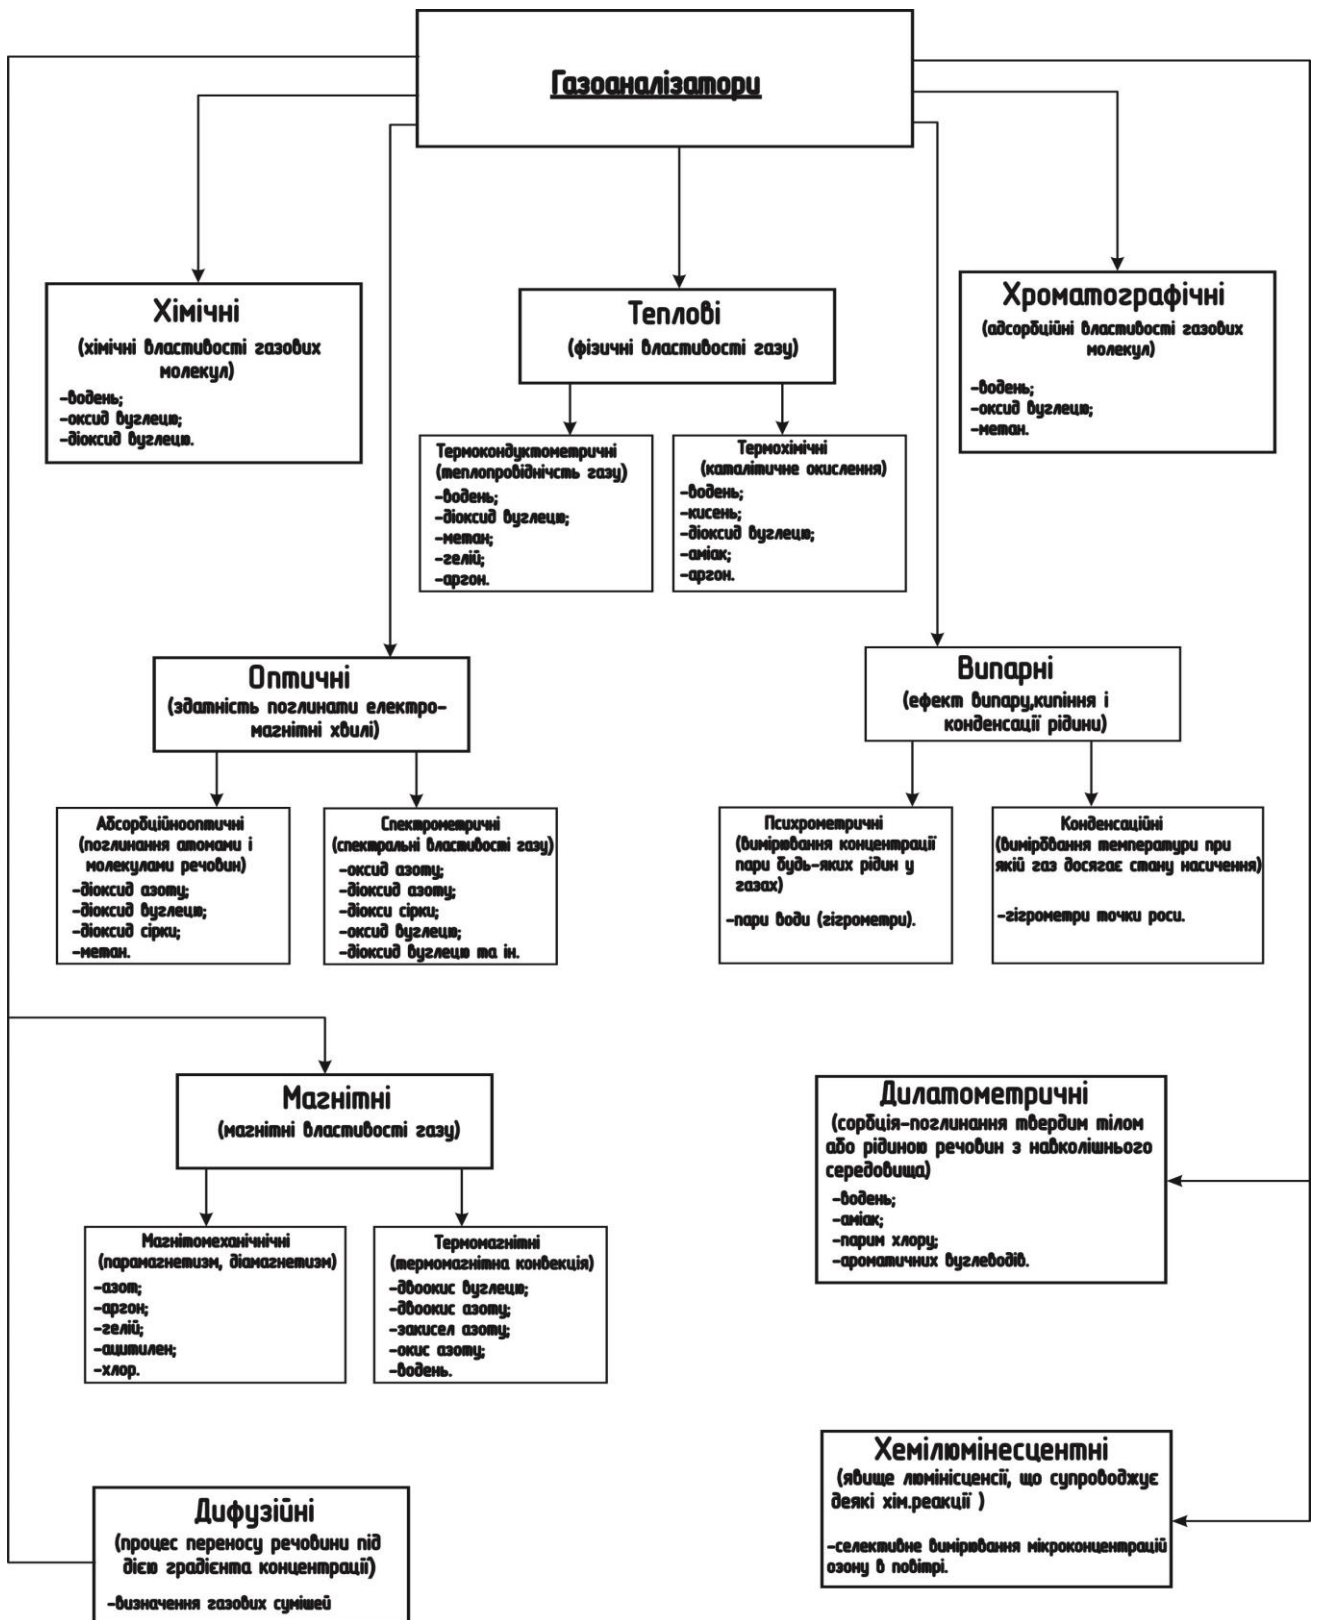 Газоаналізатори
Хімічні
(хімічні властивості газових
молекул)
-водень;
-оксид вуглецю;
-діоксид вуглецю.
Теплові
(фізичні властивості газу)
Хроматографічні
(адсорбційні властивості газових
молекул)
-водень;
-оксид вуглецю;
-метан.
Термокондуктометричні
(теплопровідність газу)
-водень;
-діоксид вуглецю;
-метан;
-гелій;
-аргон.
Термохімічні
(каталітичне окислення)
-водень;
-кисень;
-діоксид вуглецю;
-аміак;
-аргон.
Оптичні
(здатність поглинати електро-
магнітні хвилі)
Випарні
(ефект випару,кипіння і
конденсації рідини)
Абсорбційнооптичні
(поглинання атомами і
молекулами речовин)
-діоксид азоту;
-діоксид вуглецю;
-діоксид сірки;
-метан.
Спектрометричні
(спектральні властивості газу)
-оксид азоту;
-діоксид азоту;
-діокси сірки;
-оксид вуглецю;
-діоксид вуглецю та ін.
Психрометричні
(вимірювання концентрації
пари будь-яких рідин у
газах)
-пари води (гігрометри).
Конденсаційні
(вимірбвання температури при
якій газ досягає стану насичення)
-гігрометри точки роси.
Магнітні
(магнітні властивості газу)
Дилатометричні
(сорбція-поглинання твердим тілом
або рідиною речовин з навколішнього
середовища)
-водень;
-аміак;
-парим хлору;
-ароматичних вуглеводів.
Магнітомеханічнічні
(парамагнетизм, діамагнетизм)
-азот;
-аргон;
-гелій;
-ацитилен;
-хлор.
Термомагнітні
(термомагнітна конвекція)
-двоокис вуглецю;
-двоокис азоту;
-закисел азоту;
-окис азоту;
-водень.
Хемілюмінесцентні
(явище люмінісценсії, що супроводжує
деякі хім.реакції )
-селективне вимірювання мікроконцентрацій
озону в повітрі.
Дифузійні
(процес переносу речовини під
дією градієнта концентрації)
-визначення газових сумішей